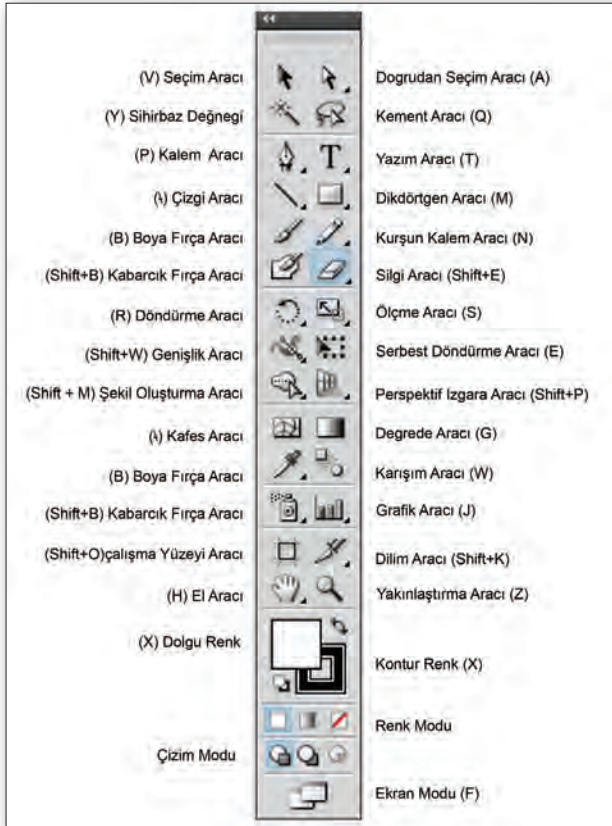 (V) Seçim Aracı
Dogrudan Seçim Aracı (A)
(Y) Sihirbaz Değnegi
Kement Aracı (Q)
(P) Kalem Aracı
Yazım Aracı (T)
(\) Çizgi Aracı
Dikdörtgen Aracı (M)
(B) Boya Fırça Aracı
Kurşun Kalem Aracı (N)
(Shift+B) Kabarcık Fırça Aracı
Silgi Aracı (Shift+E)
(R) Döndürme Aracı
Ölçme Aracı (S)
(Shift+W) Genişlik Aracı
Serbest Döndürme Aracı (E)
(Shift + M) Şekil Oluşturma Aracı
Perspektif Izgara Aracı (Shift+P)
(\) Kafes Aracı
Degrede Aracı (G)
(B) Boya Fırça Aracı
Karışım Aracı (W)
(Shift+B) Kabarcık Fırça Aracı
Grafik Aracı (J)
(Shift+O)çalışma Yüzeyi Aracı
Dilim Aracı (Shift+K)
(H) El Aracı
Yakınlaştırma Aracı (Z)
(X) Dolgu Renk
Kontur Renk (X)
Renk Modu
Çizim Modu
Ekran Modu (F)